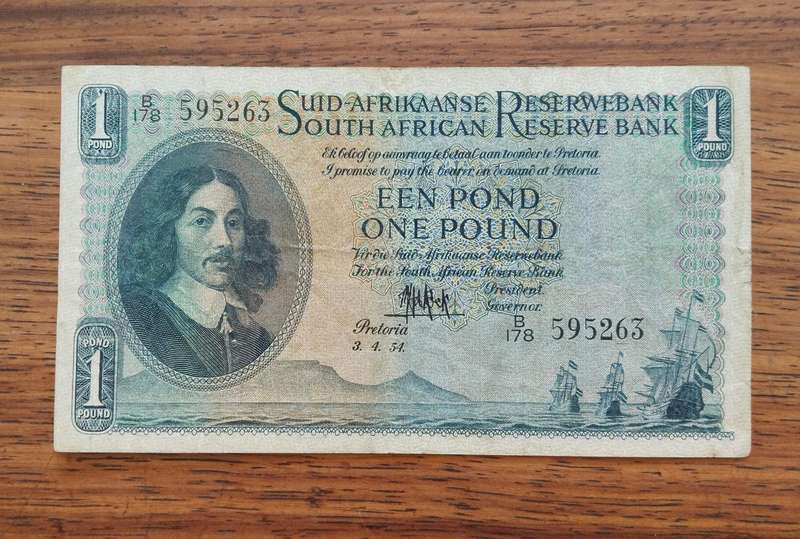 1
POND
B/178 595263
SUID-AFRIKAANSE RESERWEBANK
SOUTH AFRICAN RESERVE BANK
1
Ek beloof op aanvraag te betaal aan toonder te Pretoria
I promise to pay the bearer on demand at Pretoria
EEN POND
ONE POUND
Vir die Suid-Afrikaanse Reserwebank
For the South African Reserve Bank
President.
Governor.
Pretoria
3. 4. 54.
B/178 595263
POND
1
POUND